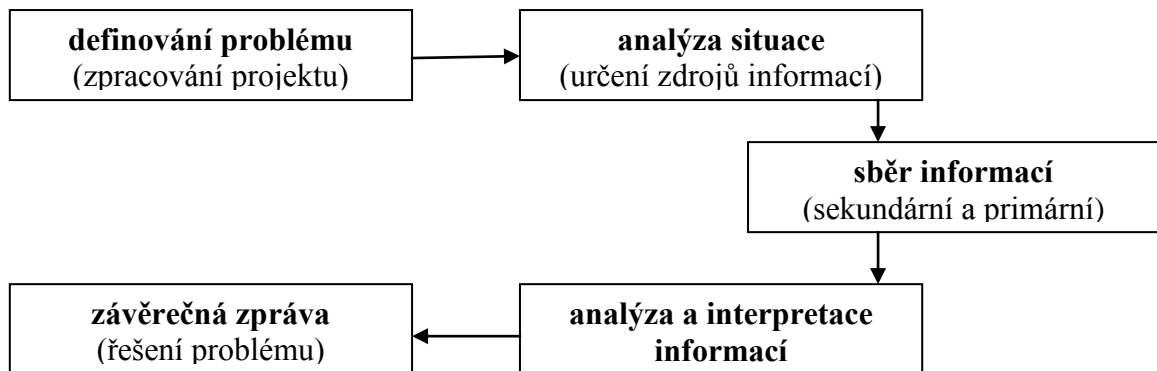 definování problému
(zpracování projektu)
analýza situace
(určení zdrojů informací)
sběr informací
(sekundární a primární)
analýza a interpretace
informací
závěrečná zpráva
(řešení problému)